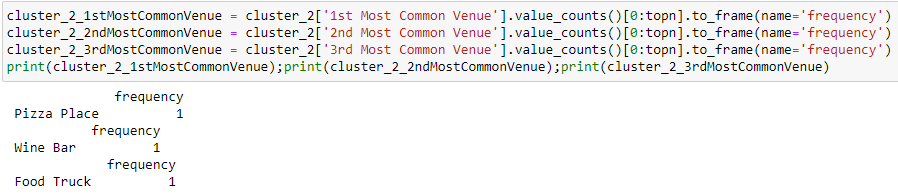 cluster_2_1stMostCommonVenue = cluster_2['1st Most Common Venue'].value_counts()[0:topn].to_frame(name='frequency')
cluster_2_2ndMostCommonVenue = cluster_2['2nd Most Common Venue'].value_counts()[0:topn].to_frame(name='frequency')
cluster_2_3rdMostCommonVenue = cluster_2['3rd Most Common Venue'].value_counts()[0:topn].to_frame(name='frequency')
print(cluster_2_1stMostCommonVenue);print(cluster_2_2ndMostCommonVenue);print(cluster_2_3rdMostCommonVenue)
frequency
Pizza Place 1
frequency
Wine Bar 1
frequency
Food Truck 1